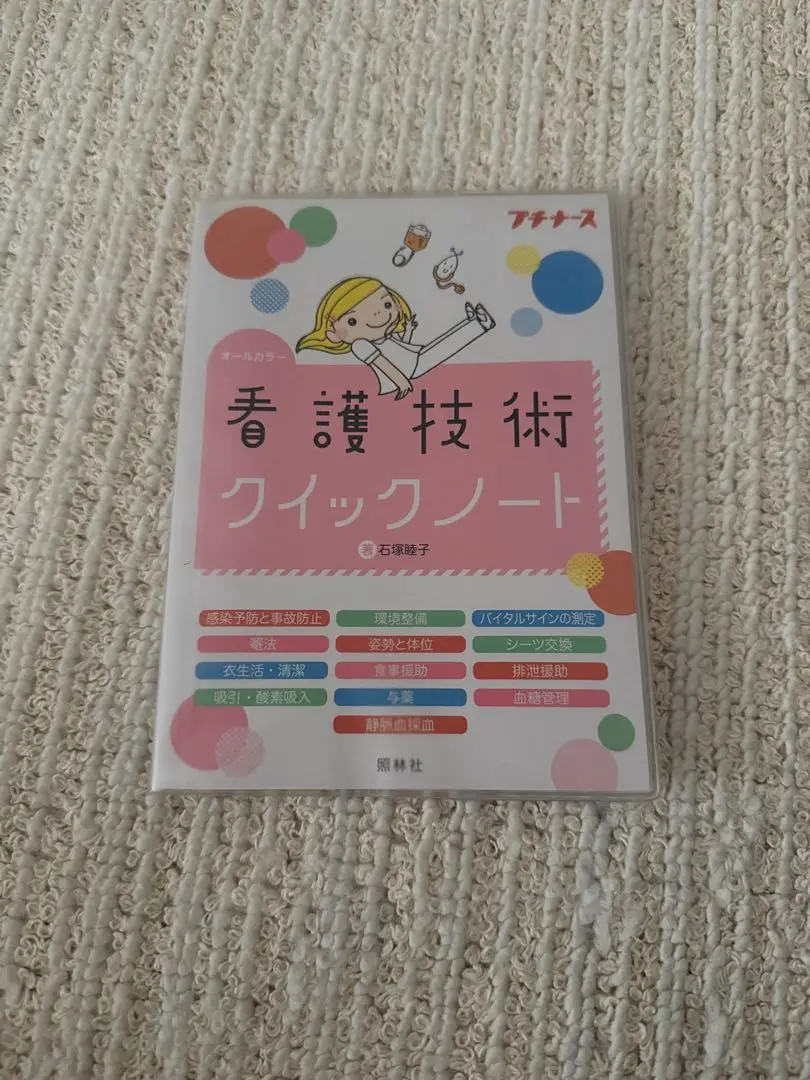 プチナース
オールカラー
看護技術
クイックノート
著 石塚睦子
感染予防と事故防止 環境整備 バイタルサインの測定
罨法 姿勢と体位 シーツ交換
衣生活・清潔 食事援助 排泄援助
吸引・酸素吸入 与薬 血糖管理
静脈血採血
照林社